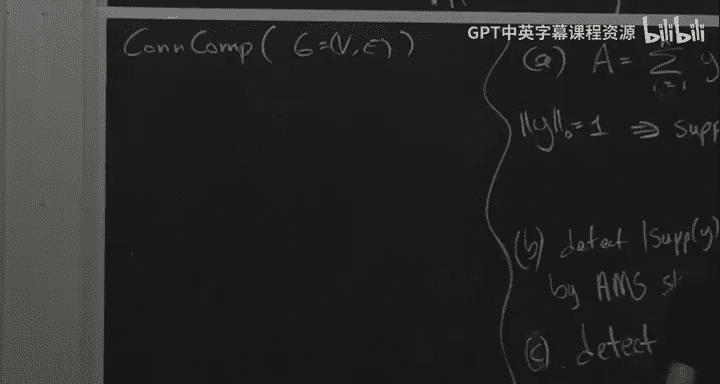 GPT中英字幕课程资源 bilibili
ConnComp( G=(V,E) )
(a) A = Σ y
i=1
||y||₀=1 ⇒ supp
(b) detect |supp(y)
by AMS sk
(c). detect